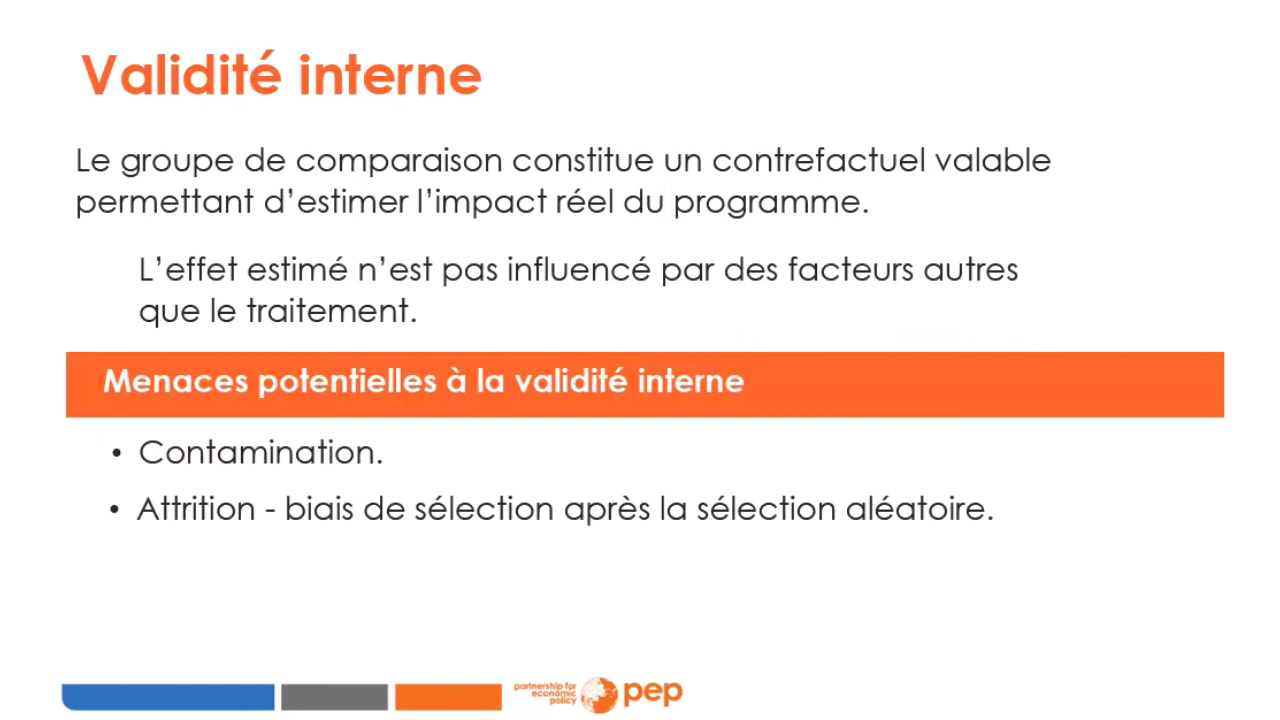 Validité interne
Le groupe de comparaison constitue un contrefactuel valable
permettant d’estimer l’impact réel du programme.
L’effet estimé n’est pas influencé par des facteurs autres
que le traitement.
Menaces potentielles à la validité interne
• Contamination.
• Attrition - biais de sélection après la sélection aléatoire.
partnership for
economic
policy
pep